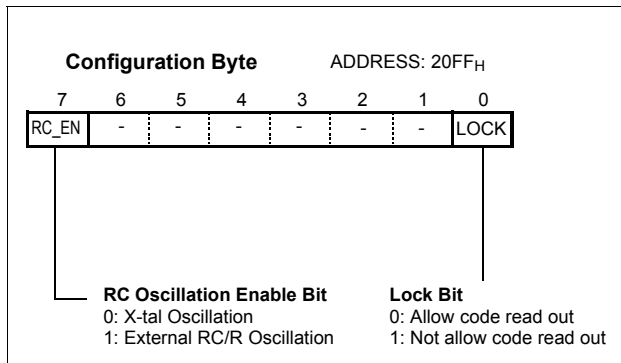 Configuration Byte ADDRESS: 20FFH
7 6 5 4 3 2 1 0
RC_EN - - - - - - LOCK
RC Oscillation Enable Bit
0: X-tal Oscillation
1: External RC/R Oscillation
Lock Bit
0: Allow code read out
1: Not allow code read out